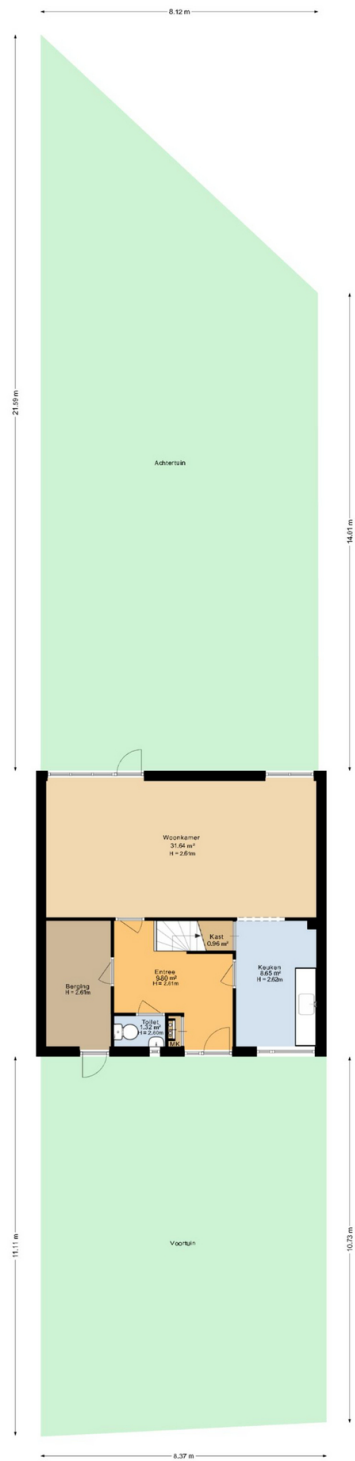 8.12 m
21.59 m
14.01 m
Achtertuin
Woonkamer
31.64 m²
H = 2.61m
Kast
0.96 m²
Entree
9.80 m²
H = 2.61m
Keuken
8.65 m²
H = 2.62m
Berging
H = 2.61m
Toilet
1.32 m²
H = 2.60m
MK
11.11 m
10.73 m
Voortuin
8.37 m